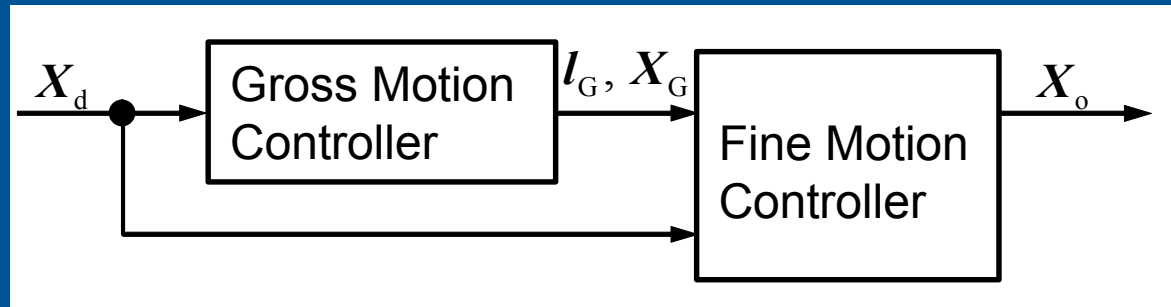 X_d
Gross Motion
Controller
l_G, X_G
Fine Motion
Controller
X_o